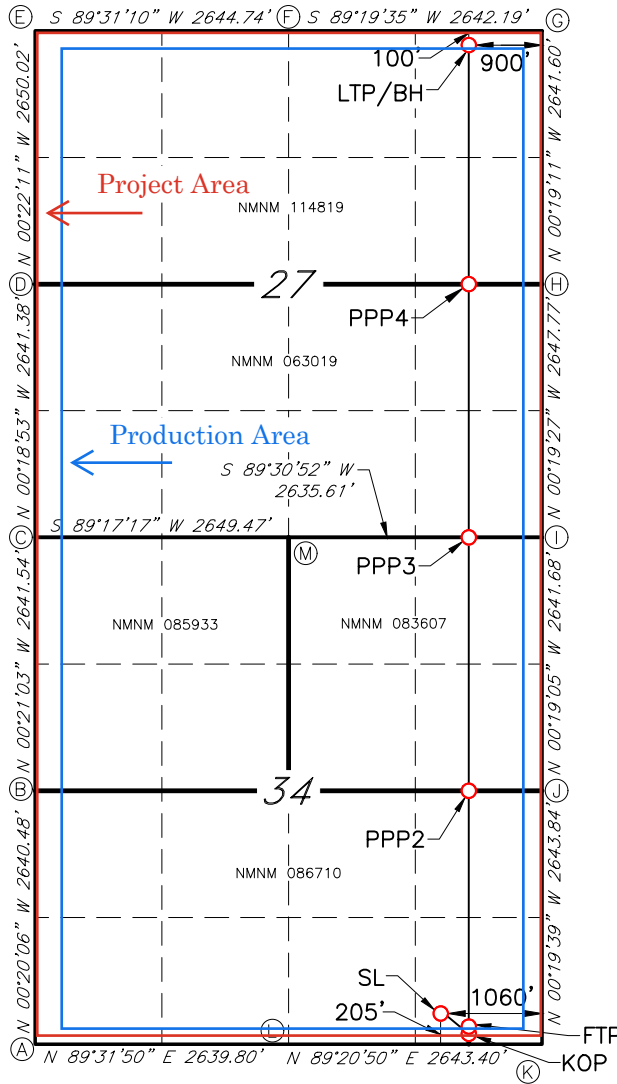 E S 89°31'10" W 2644.74' F S 89°19'35" W 2642.19' G
100'
900'
LTP/BH
N 00°22'11" W 2650.02'
N 00°19'11" W 2641.60'
Project Area
NMNM 114819
D 27 H
PPP4
N 00°18'53" W 2641.38'
N 00°19'27" W 2647.77'
NMNM 063019
Production Area
S 89°30'52" W
2635.61'
C S 89°17'17" W 2649.47' I
M
PPP3
N 00°21'03" W 2641.54'
N 00°19'05" W 2641.68'
NMNM 085933
NMNM 083607
B 34 J
PPP2
N 00°20'06" W 2640.48'
N 00°19'39" W 2643.84'
NMNM 086710
SL
1060'
205'
L
FTP
KOP
A N 89°31'50" E 2639.80' N 89°20'50" E 2643.40' K